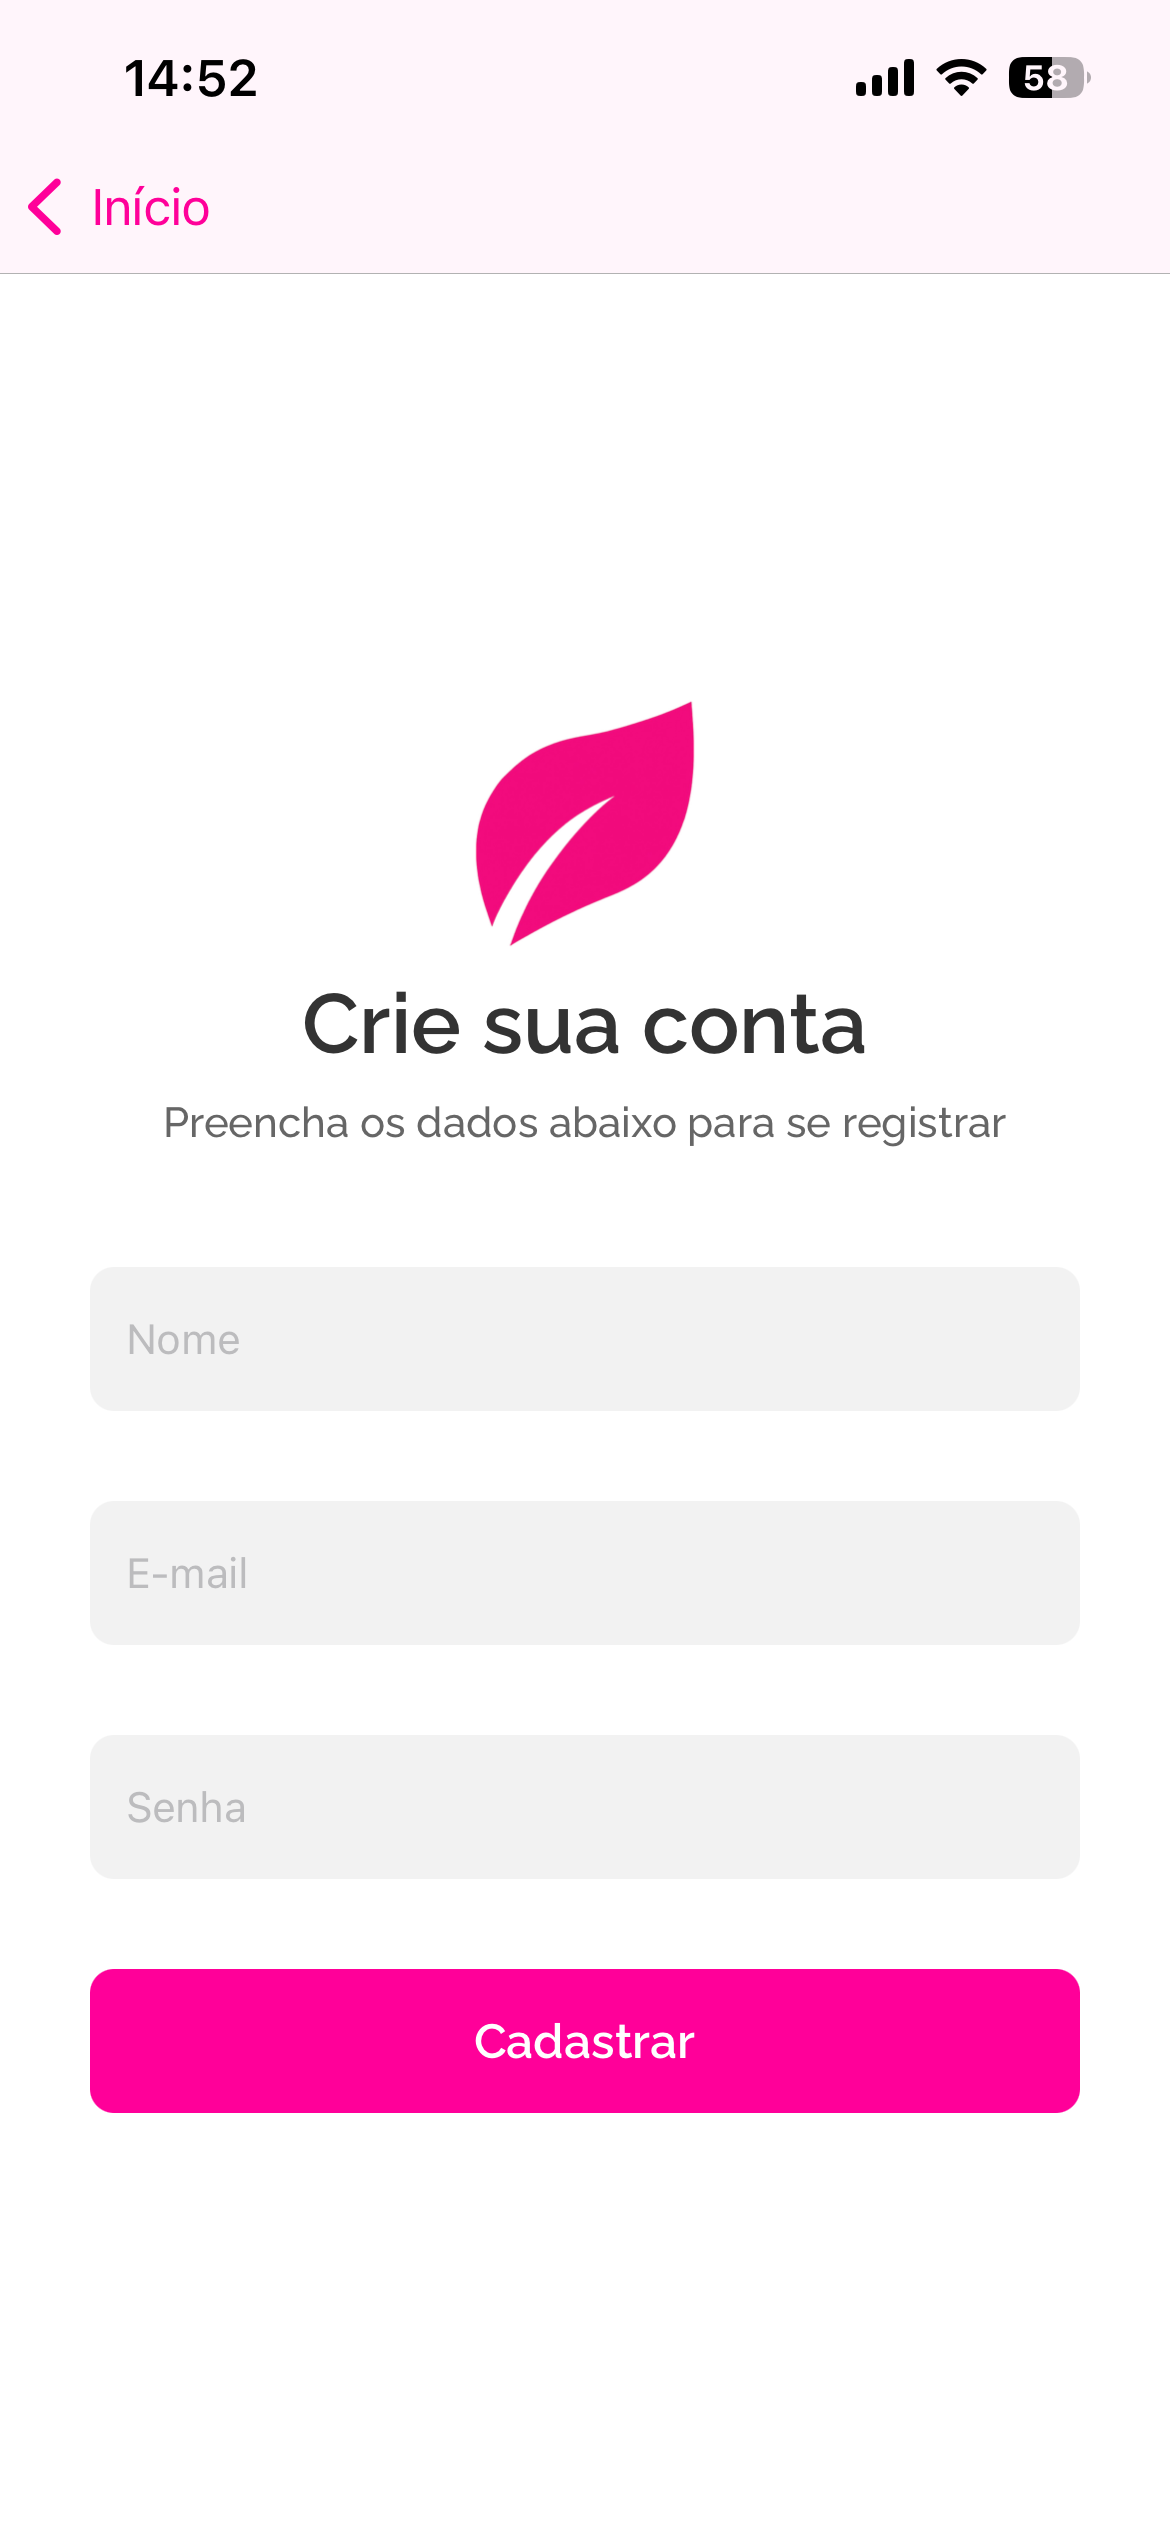 14:52
58
Início
Crie sua conta
Preencha os dados abaixo para se registrar
Nome
E-mail
Senha
Cadastrar